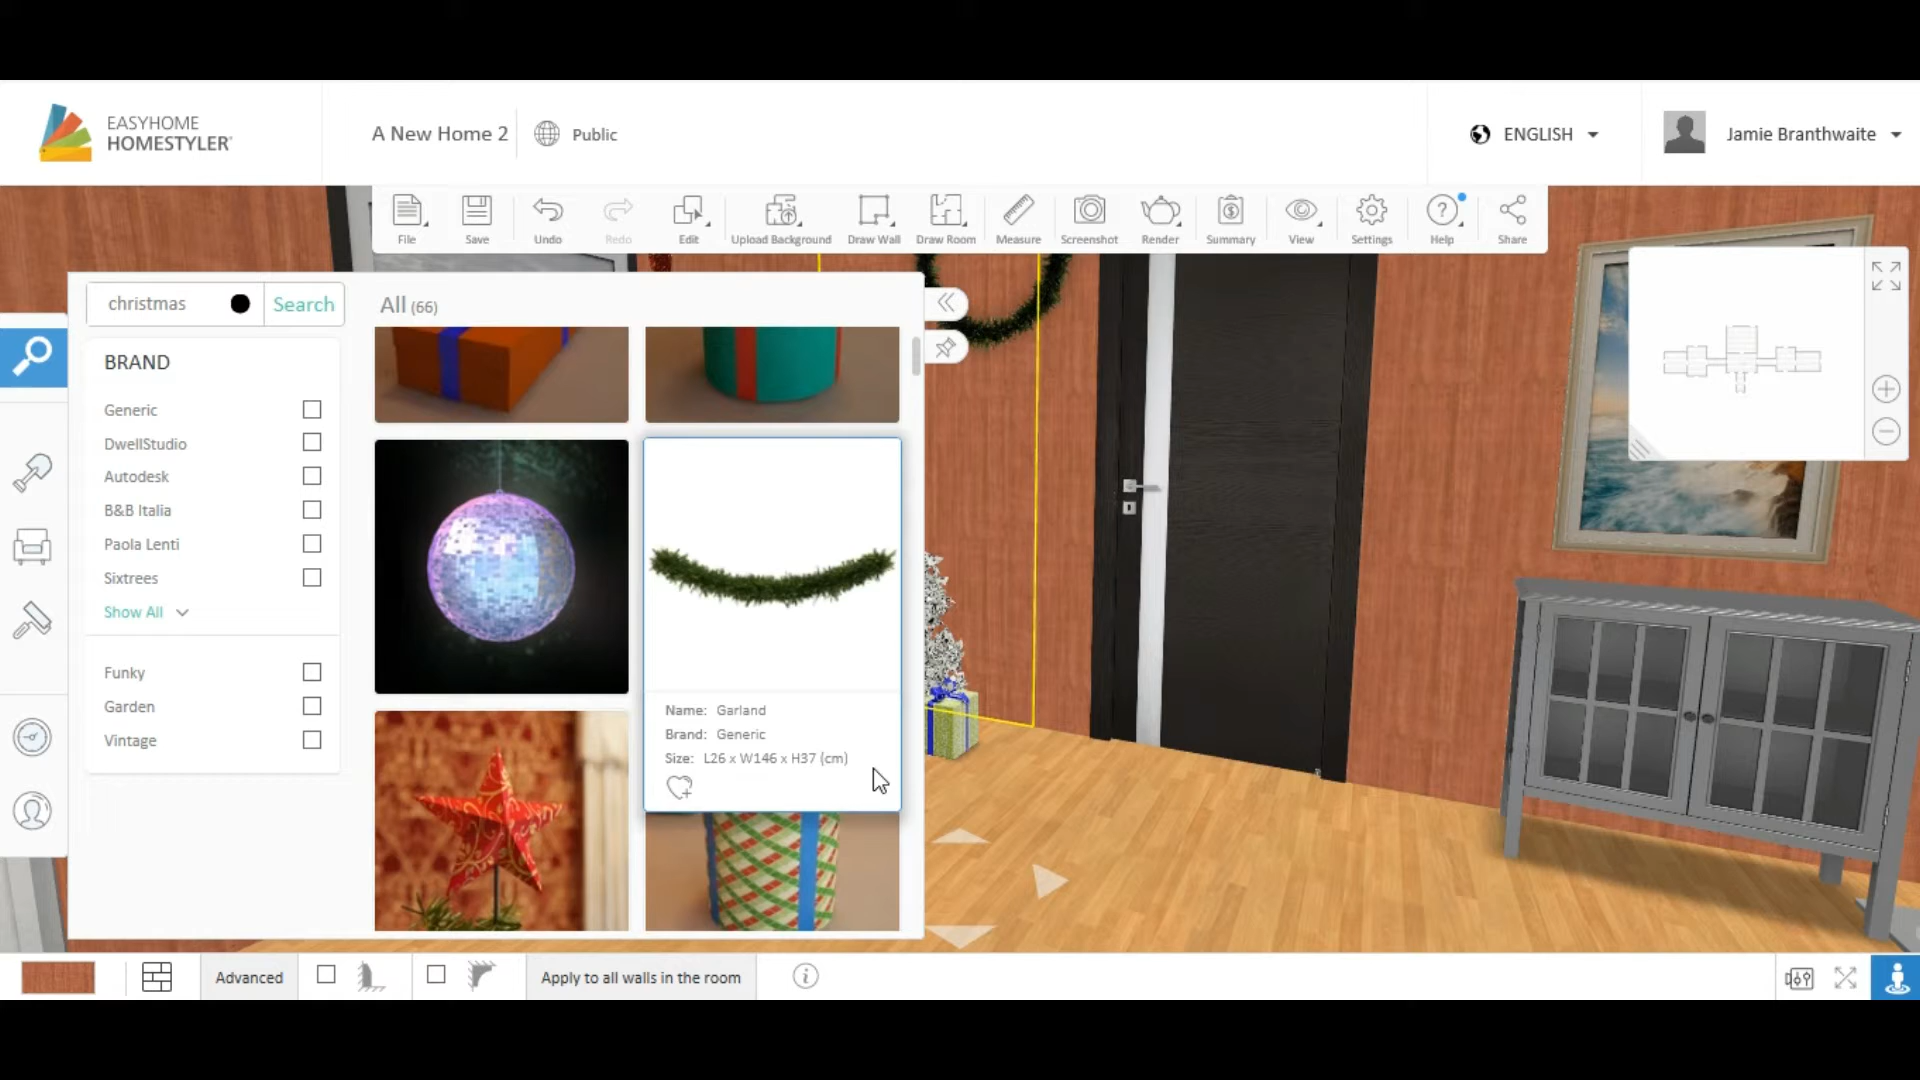 EASYHOME
HOMESTYLER®
A New Home 2
Public
ENGLISH
Jamie Branthwaite
File
Save
Undo
Redo
Edit
Upload Background
Draw Wall
Draw Room
Measure
Screenshot
Render
Summary
View
Settings
Help
Share
christmas
Search
All (66)
BRAND
Generic
DwellStudio
Autodesk
B&B Italia
Paola Lenti
Sixtrees
Show All
Funky
Garden
Vintage
Name: Garland
Brand: Generic
Size: L26 x W146 x H37 (cm)
Advanced
Apply to all walls in the room